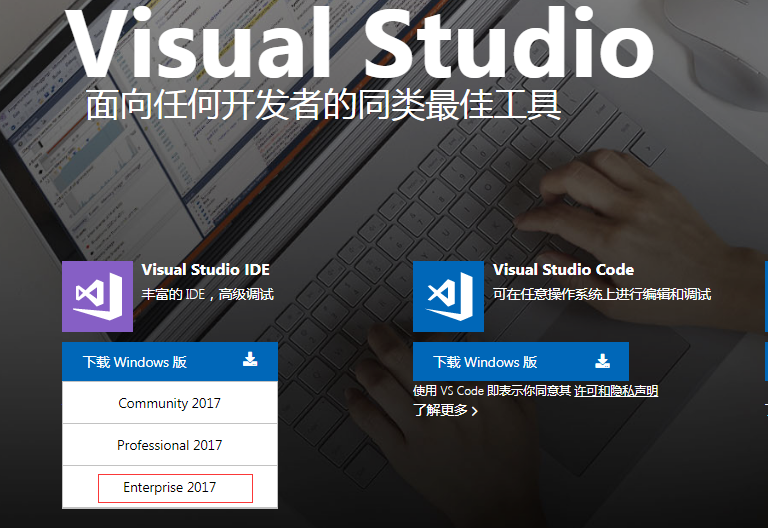 Visual Studio
面向任何开发者的同类最佳工具
Visual Studio IDE
丰富的 IDE，高级调试
下载 Windows 版
Community 2017
Professional 2017
Enterprise 2017
Visual Studio Code
可在任意操作系统上进行编辑和调试
下载 Windows 版
使用 VS Code 即表示你同意其 许可和隐私声明
了解更多